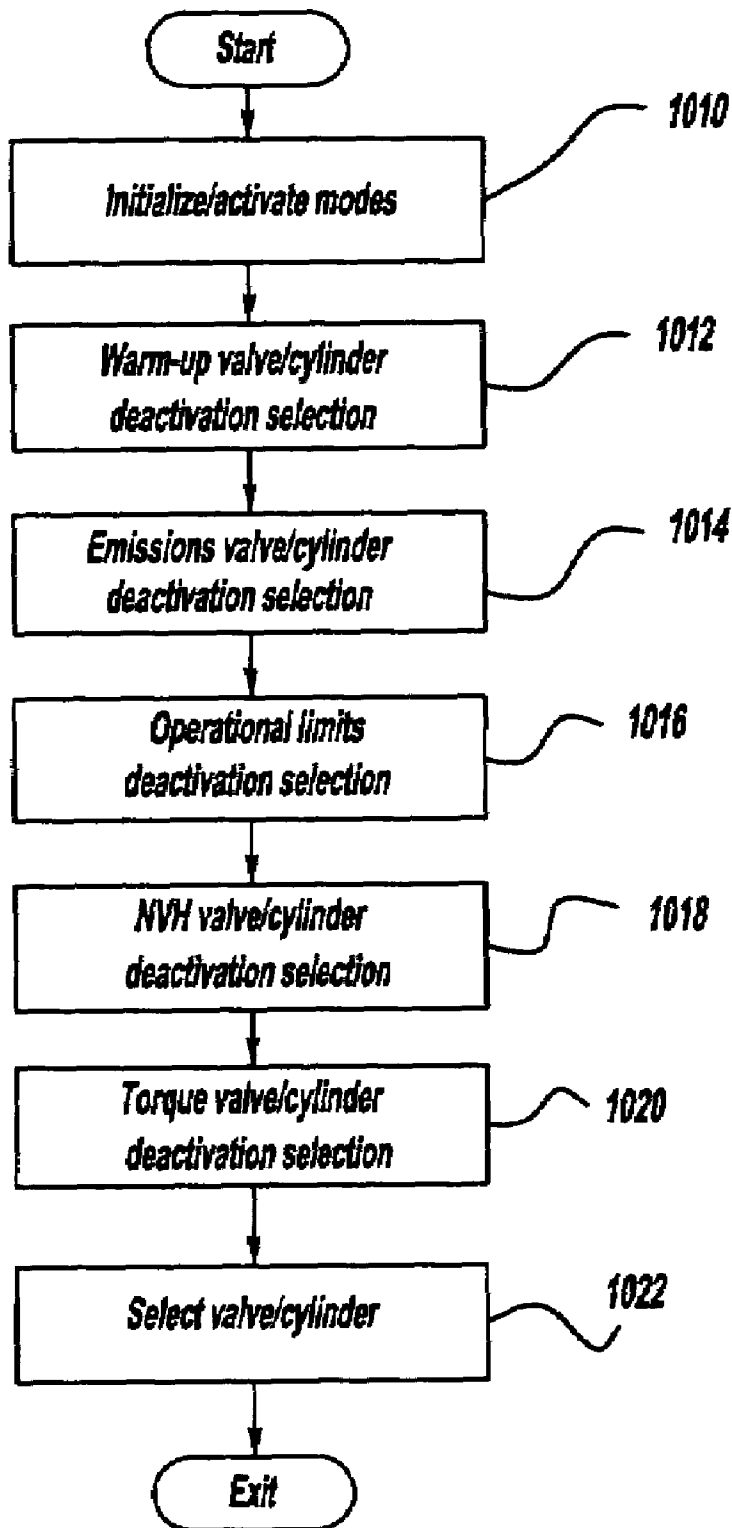 Start
1010
Initialize/activate modes
1012
Warm-up valve/cylinder
deactivation selection
1014
Emissions valve/cylinder
deactivation selection
1016
Operational limits
deactivation selection
1018
NVH valve/cylinder
deactivation selection
1020
Torque valve/cylinder
deactivation selection
1022
Select valve/cylinder
Exit